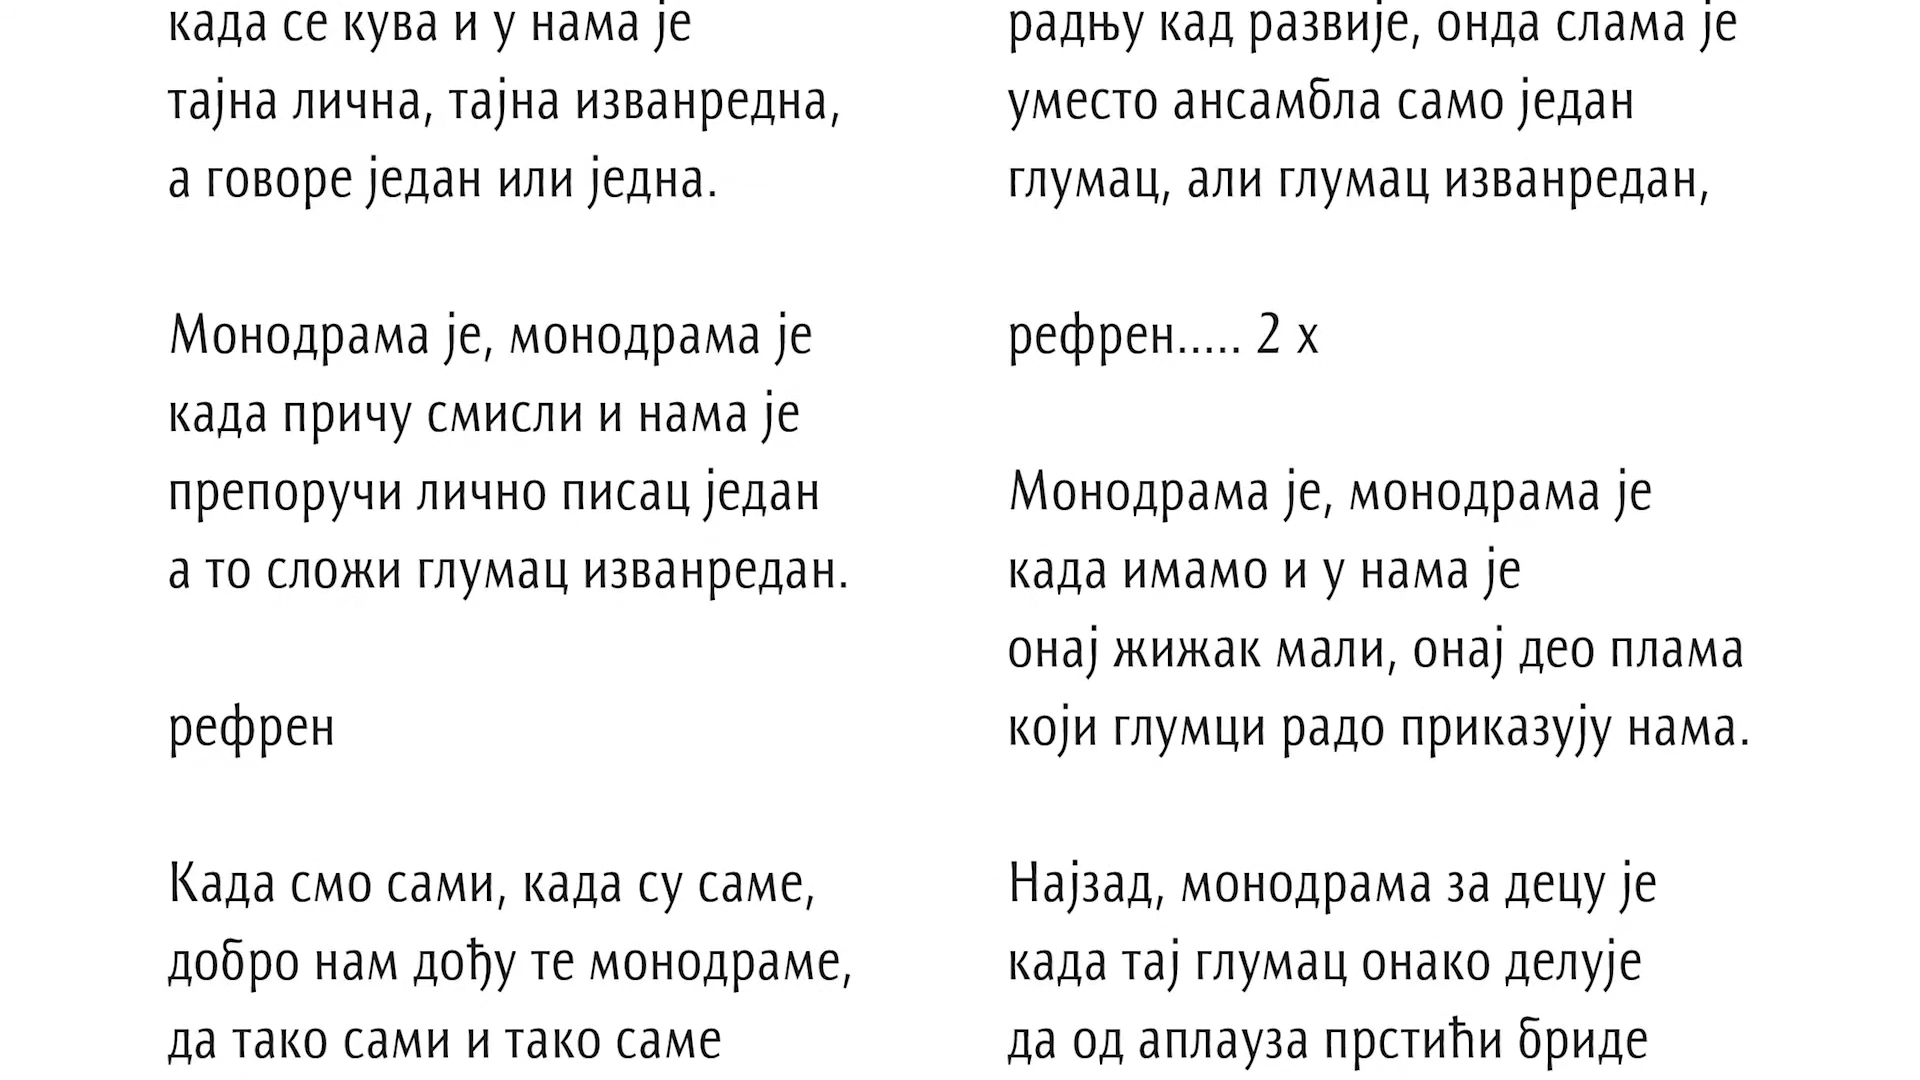 када се кува и у нама је
тајна лична, тајна изванредна,
а говоре један или једна.
Монодрама је, монодрама је
када причу смисли и нама је
препоручи лично писац један
а то сложи глумац изванредан.
рефрен
Када смо сами, када су саме,
добро нам дођу те монодраме,
да тако сами и тако саме
радњу кад развије, онда слама је
уместо ансамбла само један
глумац, али глумац изванредан,
рефрен..... 2 х
Монодрама је, монодрама је
када имамо и у нама је
онај жижак мали, онај део плама
који глумци радо приказују нама.
Најзад, монодрама за децу је
када тај глумац онако делује
да од аплауза прстићи бриде